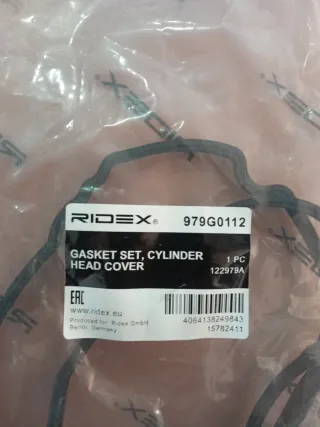 RIDEX® 979G0112
GASKET SET, CYLINDER
HEAD COVER
1 PC
122979A
EAC
www.ridex.eu
Produced for Ridex GmbH
Berlin, Germany
4064138249843
15782411